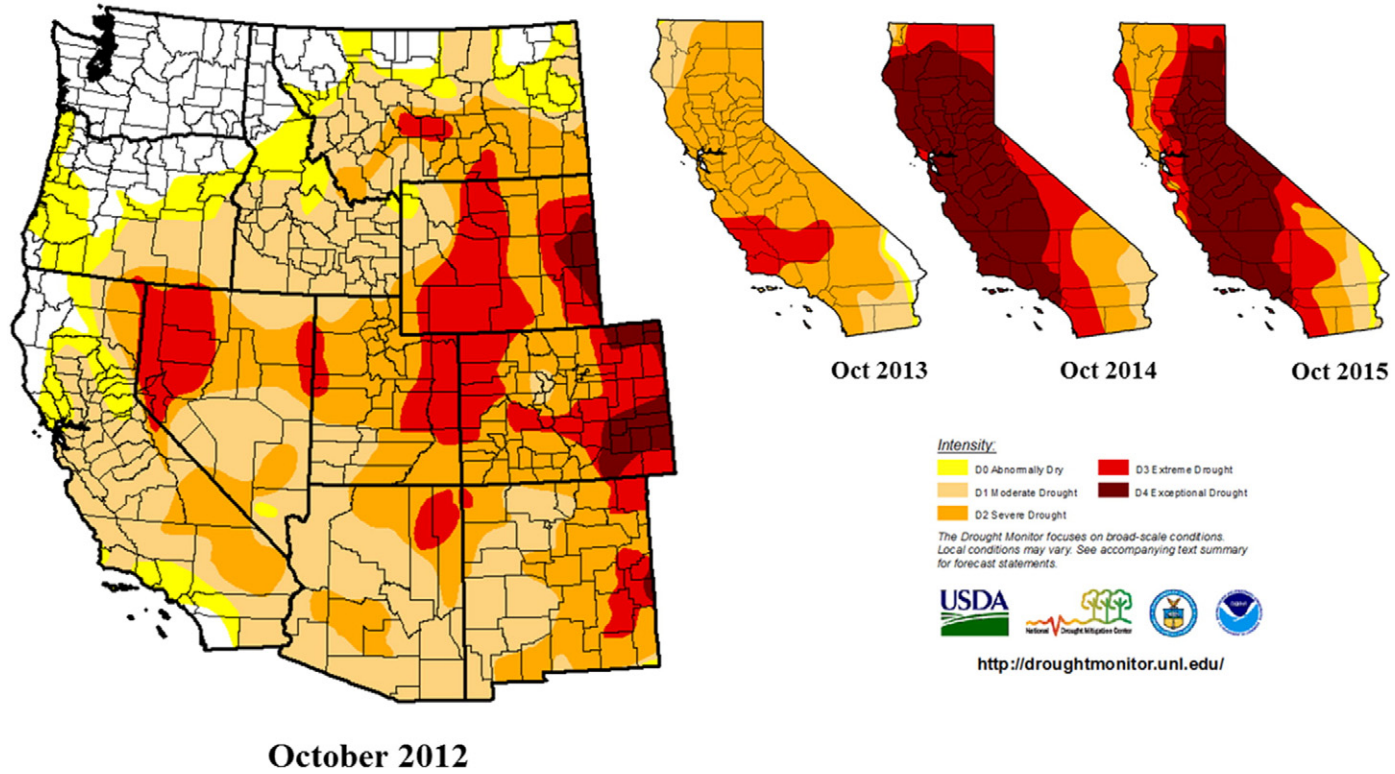 Oct 2013
Oct 2014
Oct 2015
Intensity:
D0 Abnormally Dry
D3 Extreme Drought
D1 Moderate Drought
D4 Exceptional Drought
D2 Severe Drought
The Drought Monitor focuses on broad-scale conditions.
Local conditions may vary. See accompanying text summary
for forecast statements.
USDA
National Drought Mitigation Center
http://droughtmonitor.unl.edu/
October 2012